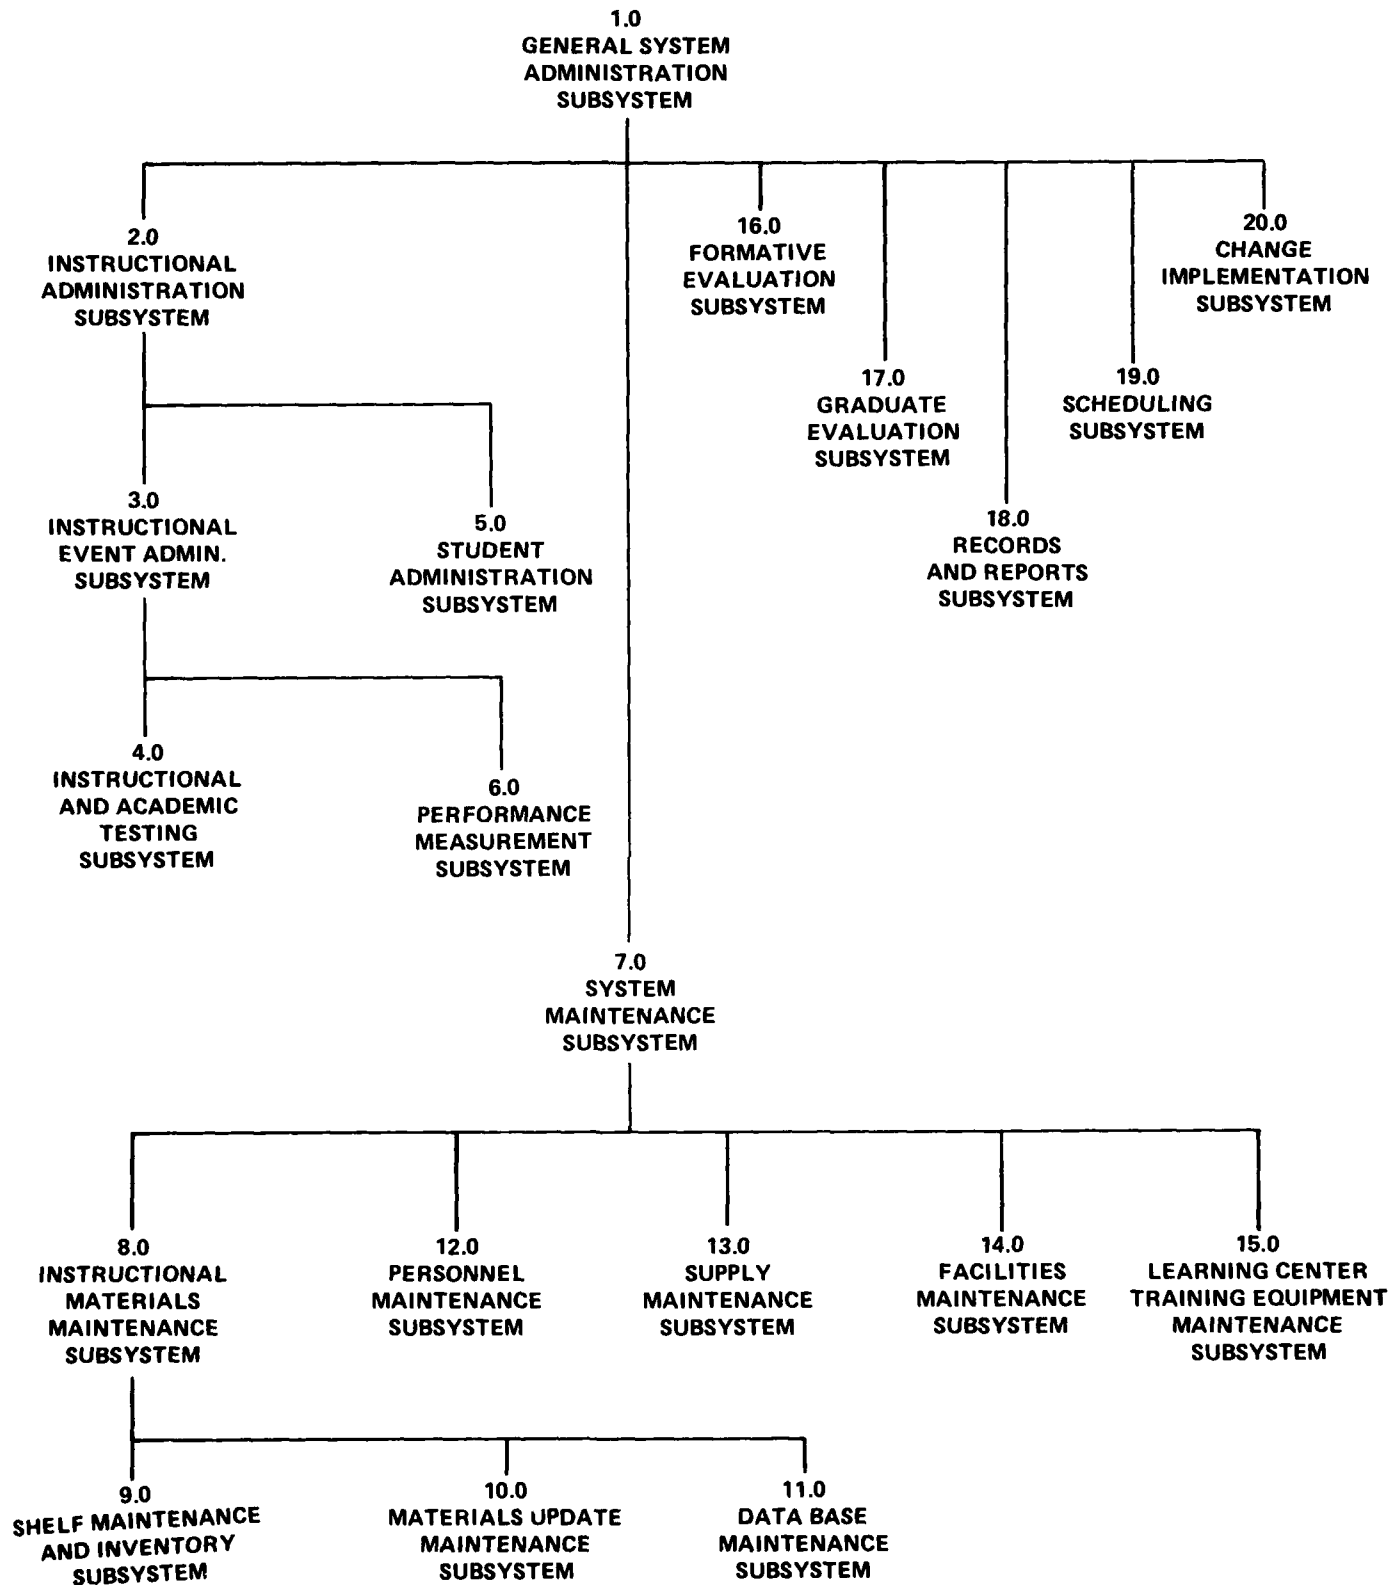 1.0
GENERAL SYSTEM
ADMINISTRATION
SUBSYSTEM
2.0
INSTRUCTIONAL
ADMINISTRATION
SUBSYSTEM
16.0
FORMATIVE
EVALUATION
SUBSYSTEM
20.0
CHANGE
IMPLEMENTATION
SUBSYSTEM
17.0
GRADUATE
EVALUATION
SUBSYSTEM
19.0
SCHEDULING
SUBSYSTEM
3.0
INSTRUCTIONAL
EVENT ADMIN.
SUBSYSTEM
5.0
STUDENT
ADMINISTRATION
SUBSYSTEM
18.0
RECORDS
AND REPORTS
SUBSYSTEM
4.0
INSTRUCTIONAL
AND ACADEMIC
TESTING
SUBSYSTEM
6.0
PERFORMANCE
MEASUREMENT
SUBSYSTEM
7.0
SYSTEM
MAINTENANCE
SUBSYSTEM
8.0
INSTRUCTIONAL
MATERIALS
MAINTENANCE
SUBSYSTEM
12.0
PERSONNEL
MAINTENANCE
SUBSYSTEM
13.0
SUPPLY
MAINTENANCE
SUBSYSTEM
14.0
FACILITIES
MAINTENANCE
SUBSYSTEM
15.0
LEARNING CENTER
TRAINING EQUIPMENT
MAINTENANCE
SUBSYSTEM
9.0
SHELF MAINTENANCE
AND INVENTORY
SUBSYSTEM
10.0
MATERIALS UPDATE
MAINTENANCE
SUBSYSTEM
11.0
DATA BASE
MAINTENANCE
SUBSYSTEM